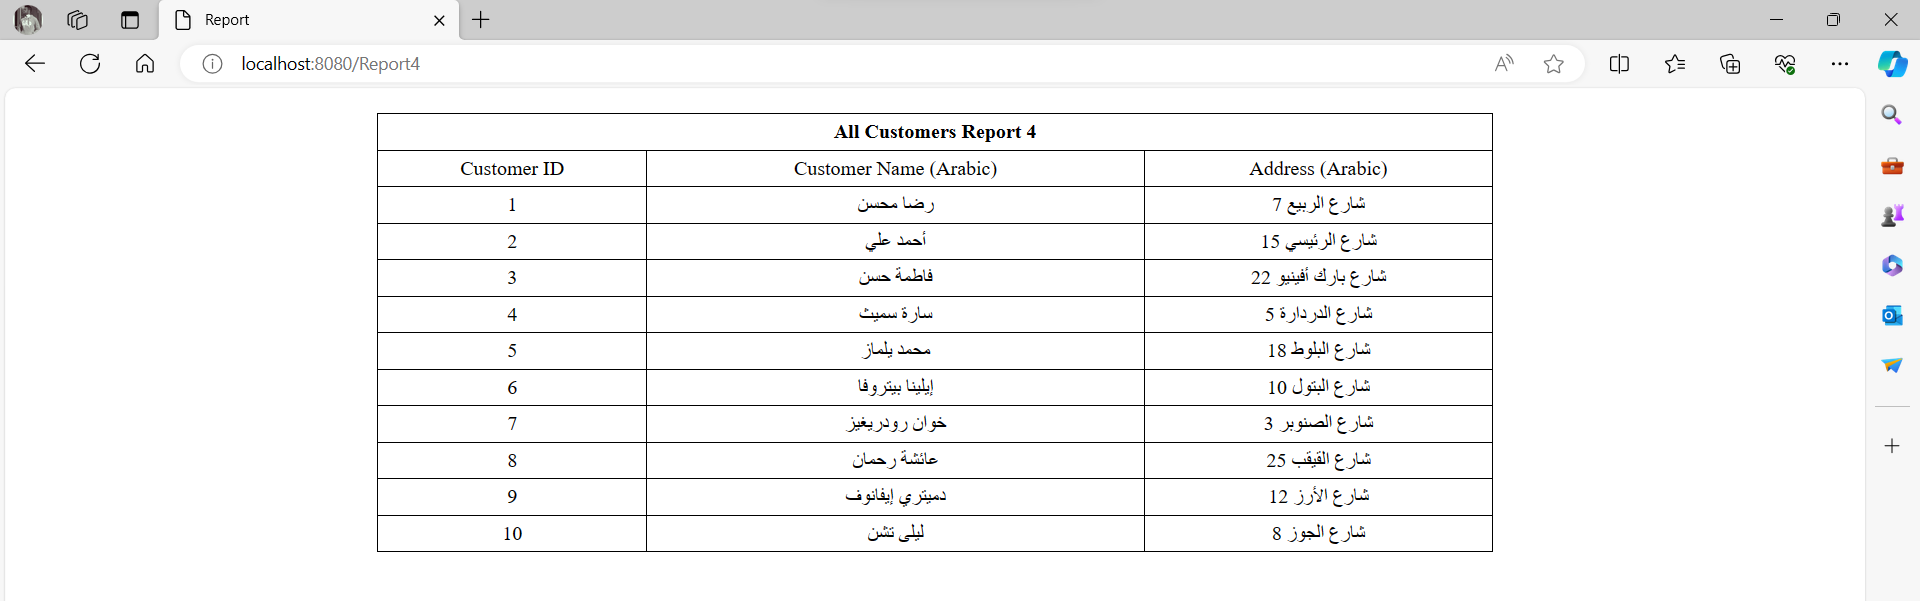 Report
localhost:8080/Report4
All Customers Report 4
Customer ID Customer Name (Arabic) Address (Arabic)
1 رضا محسن شارع الربيع 7
2 أحمد علي شارع الرئيسي 15
3 فاطمة حسن شارع بارك أفينيو 22
4 سارة سميث شارع الدردارة 5
5 محمد يلماز شارع البلوط 18
6 إيلينا بيتروفا شارع البتول 10
7 خوان رودريغيز شارع الصنوبر 3
8 عائشة رحمان شارع القيقب 25
9 دميتري إيفانوف شارع الأرز 12
10 ليلى تشن شارع الجوز 8